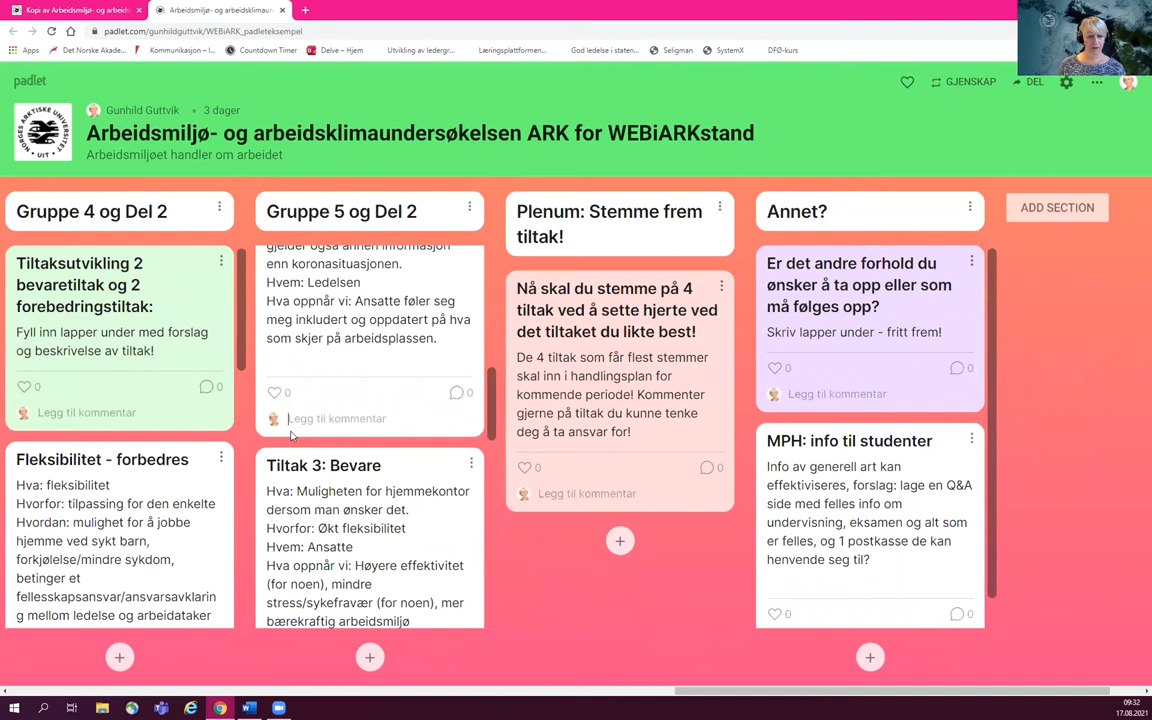 Kopi av Arbeidsmiljø- og arbeids
Arbeidsmiljø- og arbeidsklimaun
padlet.com/gunhildguttvik/WEBiARK_padleteksempel
Apps
Det Norske Akade...
Kommunikasjon – I...
Countdown Timer
Delve – Hjem
Utvikling av ledergr...
Læringsplattformen...
God ledelse i staten...
Seligman
SystemX
DFØ-kurs
padlet
GJENSKAP
DEL
Gunhild Guttvik • 3 dager
Arbeidsmiljø- og arbeidsklimaundersøkelsen ARK for WEBiARKstand
Arbeidsmiljøet handler om arbeidet
NORGES ARKTISKE UNIVERSITET
UIT
Gruppe 4 og Del 2
Tiltaksutvikling 2
bevaretiltak og 2
forebedringstiltak:
Fyll inn lapper under med forslag
og beskrivelse av tiltak!
0
0
Legg til kommentar
Fleksibilitet - forbedres
Hva: fleksibilitet
Hvorfor: tilpasning for den enkelte
Hvordan: mulighet for å jobbe
hjemme ved sykt barn,
forkjølelse/mindre sykdom,
betinger et
fellesskapsansvar/ansvarsavklarin
g mellom ledelse og arbeidataker
Gruppe 5 og Del 2
gjelder også annen informasjon
enn koronasituasjonen.
Hvem: Ledelsen
Hva oppnår vi: Ansatte føler seg
meg inkludert og oppdatert på hva
som skjer på arbeidsplassen.
0
0
Legg til kommentar
Tiltak 3: Bevare
Hva: Muligheten for hjemmekontor
dersom man ønsker det.
Hvorfor: Økt fleksibilitet
Hvem: Ansatte
Hva oppnår vi: Høyere effektivitet
(for noen), mindre
stress/sykefravær (for noen), mer
bærekraftig arbeidsmiljø
Plenum: Stemme frem
tiltak!
Nå skal du stemme på 4
tiltak ved å sette hjerte ved
det tiltaket du likte best!
De 4 tiltak som får flest stemmer
skal inn i handlingsplan for
kommende periode! Kommenter
gjerne på tiltak du kunne tenke
deg å ta ansvar for!
0
0
Legg til kommentar
Annet?
Er det andre forhold du
ønsker å ta opp eller som
må følges opp?
Skriv lapper under - fritt frem!
0
0
Legg til kommentar
MPH: info til studenter
Info av generell art kan
effektiviseres, forslag: lage en Q&A
side med felles info om
undervisning, eksamen og alt som
er felles, og 1 postkasse de kan
henvende seg til?
0
0
ADD SECTION
09:32
17.08.2021